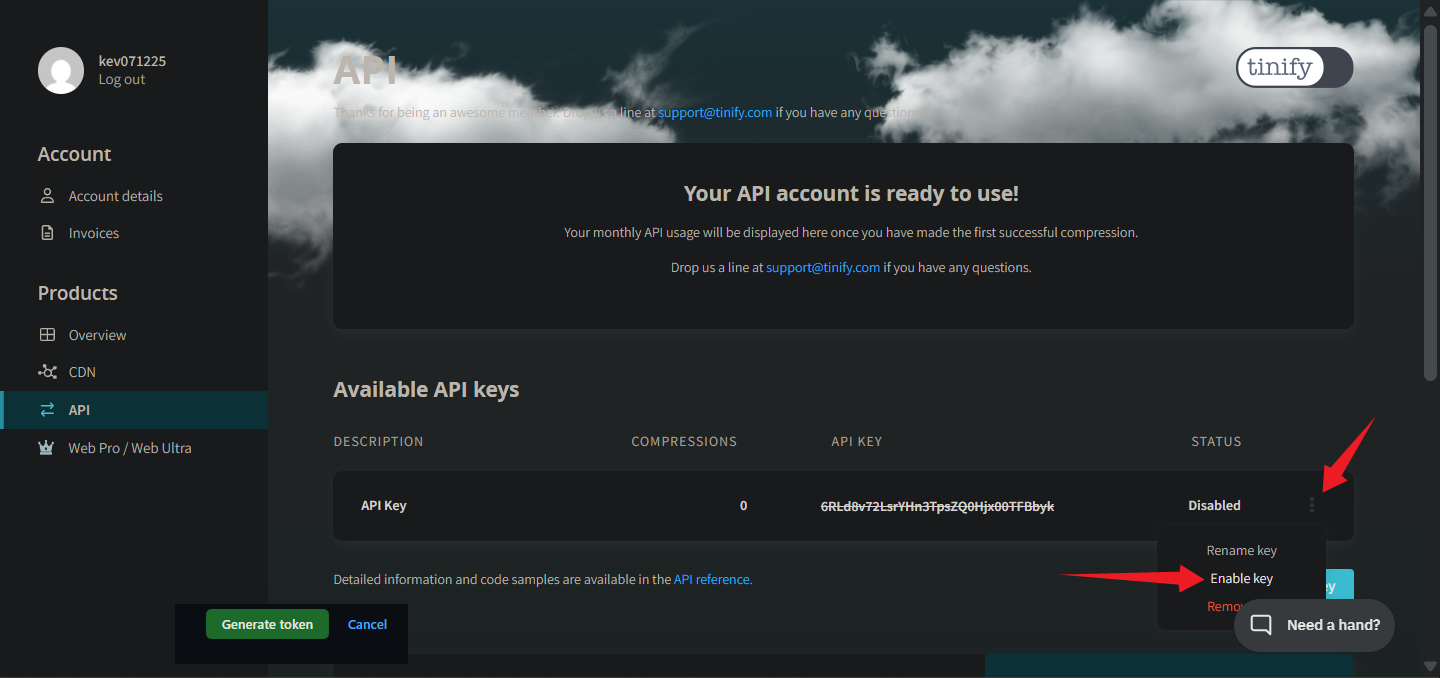 kev071225
Log out
API
tinify
Thanks for being an awesome member. Drop us a line at support@tinify.com if you have any questions
Account
Account details
Invoices
Your API account is ready to use!
Your monthly API usage will be displayed here once you have made the first successful compression.
Drop us a line at support@tinify.com if you have any questions.
Products
Overview
CDN
API
Web Pro / Web Ultra
Available API keys
DESCRIPTION COMPRESSIONS API KEY STATUS
API Key 0 6RLd8v72LsrYHn3TpsZQ0Hjx00TFBbyk Disabled
Rename key
Enable key
Detailed information and code samples are available in the API reference.
Generate token Cancel
Need a hand?